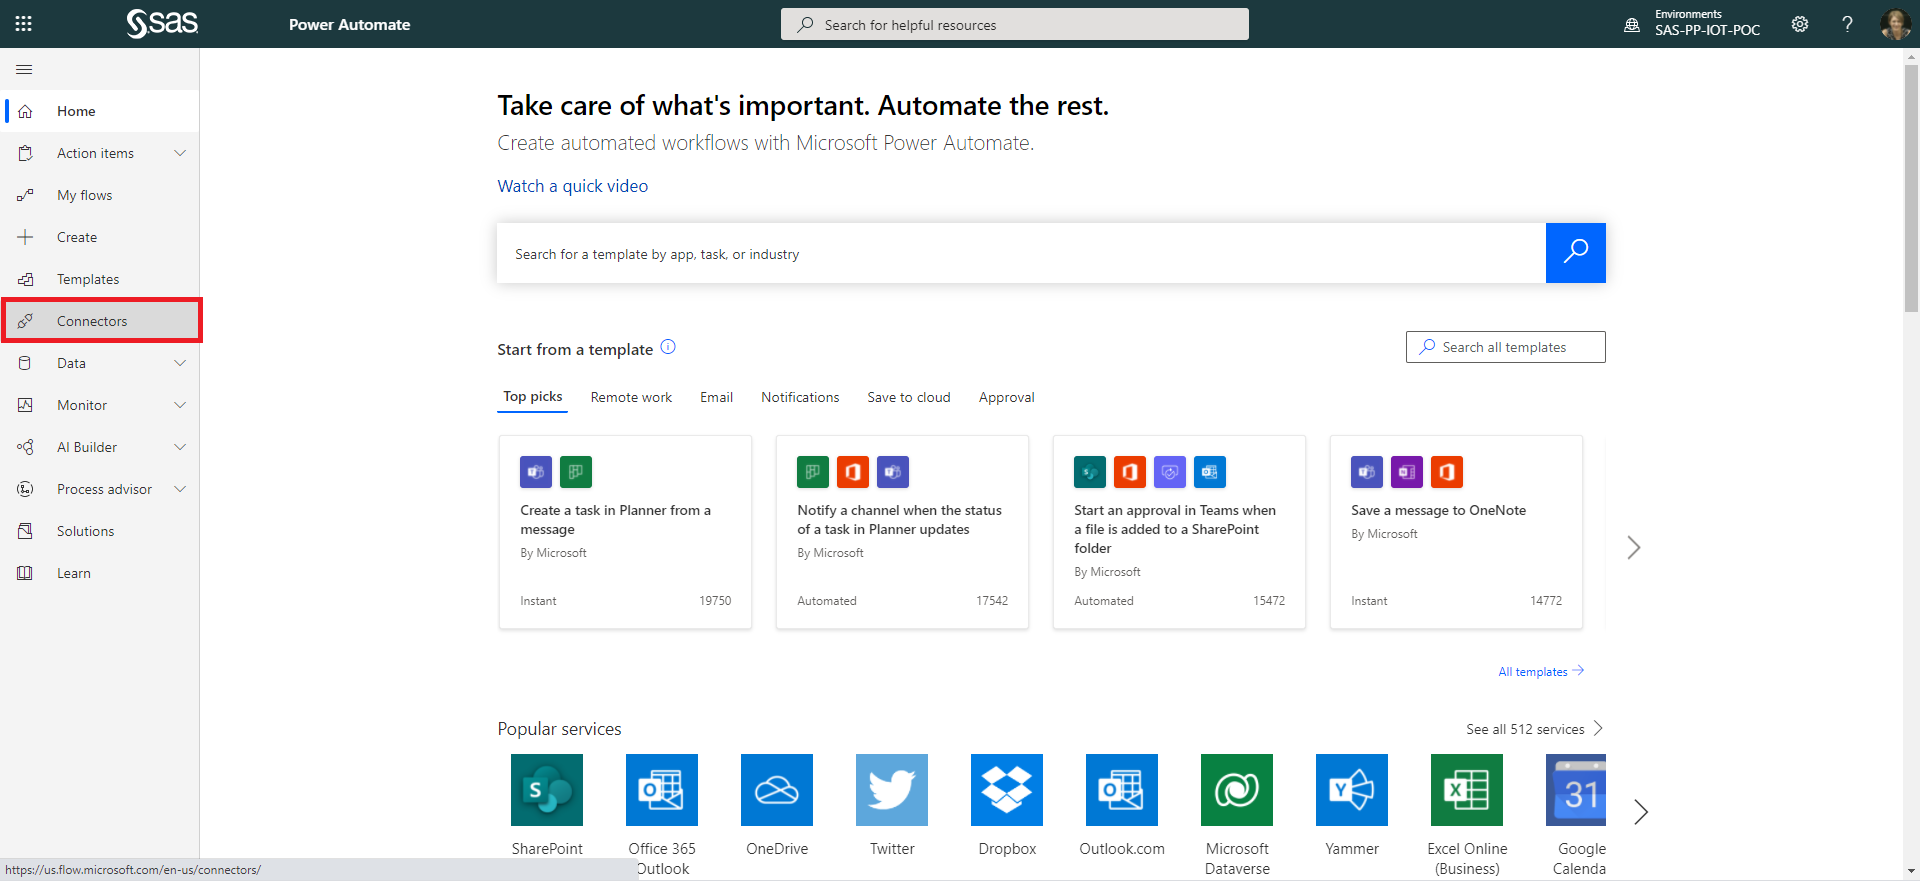 sas
Power Automate
Search for helpful resources
Environments
SAS-PP-IOT-POC
?
Home
Action items
My flows
Create
Templates
Connectors
Data
Monitor
AI Builder
Process advisor
Solutions
Learn
Take care of what's important. Automate the rest.
Create automated workflows with Microsoft Power Automate.
Watch a quick video
Search for a template by app, task, or industry
Start from a template
Search all templates
Top picks Remote work Email Notifications Save to cloud Approval
Create a task in Planner from a
message
By Microsoft
Instant 19750
Notify a channel when the status
of a task in Planner updates
By Microsoft
Automated 17542
Start an approval in Teams when
a file is added to a SharePoint
folder
By Microsoft
Automated 15472
Save a message to OneNote
By Microsoft
Instant 14772
All templates
Popular services
See all 512 services
SharePoint
Office 365
Outlook
OneDrive
Twitter
Dropbox
Outlook.com
Microsoft
Dataverse
Yammer
Excel Online
(Business)
31
Google
Calenda
https://us.flow.microsoft.com/en-us/connectors/